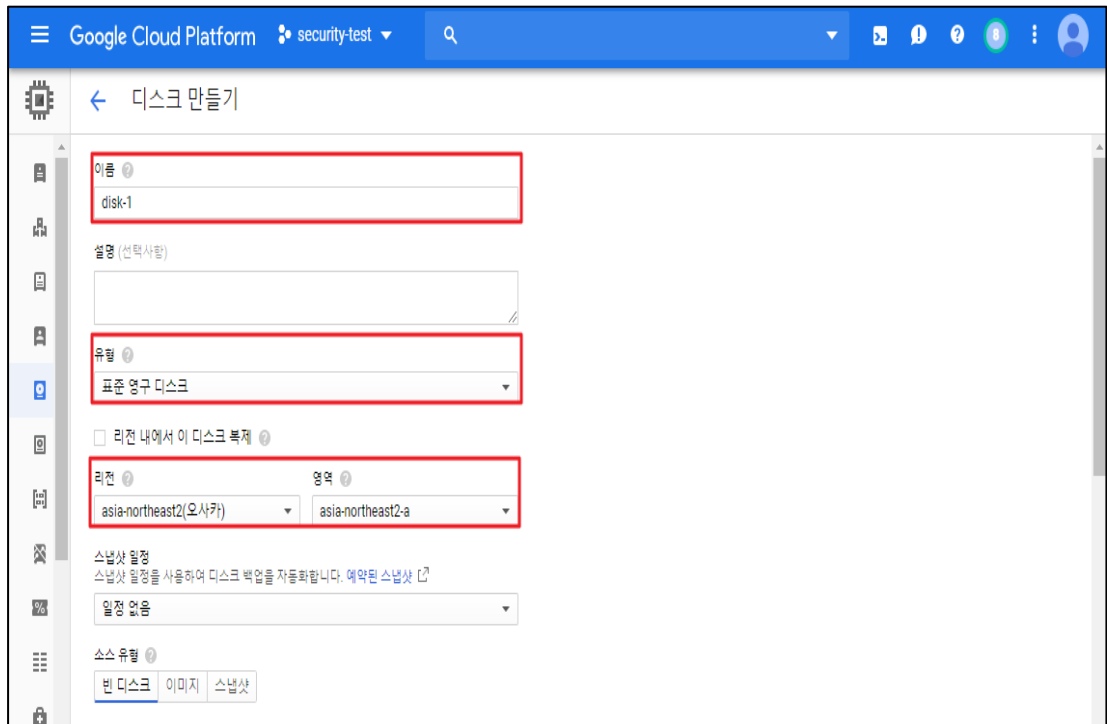 Google Cloud Platform security-test
8
디스크 만들기
이름
disk-1
설명 (선택사항)
유형
표준 영구 디스크
리전 내에서 이 디스크 복제
리전 영역
asia-northeast2(오사카) asia-northeast2-a
스냅샷 일정
스냅샷 일정을 사용하여 디스크 백업을 자동화합니다. 예약된 스냅샷
일정 없음
소스 유형
빈 디스크 이미지 스냅샷